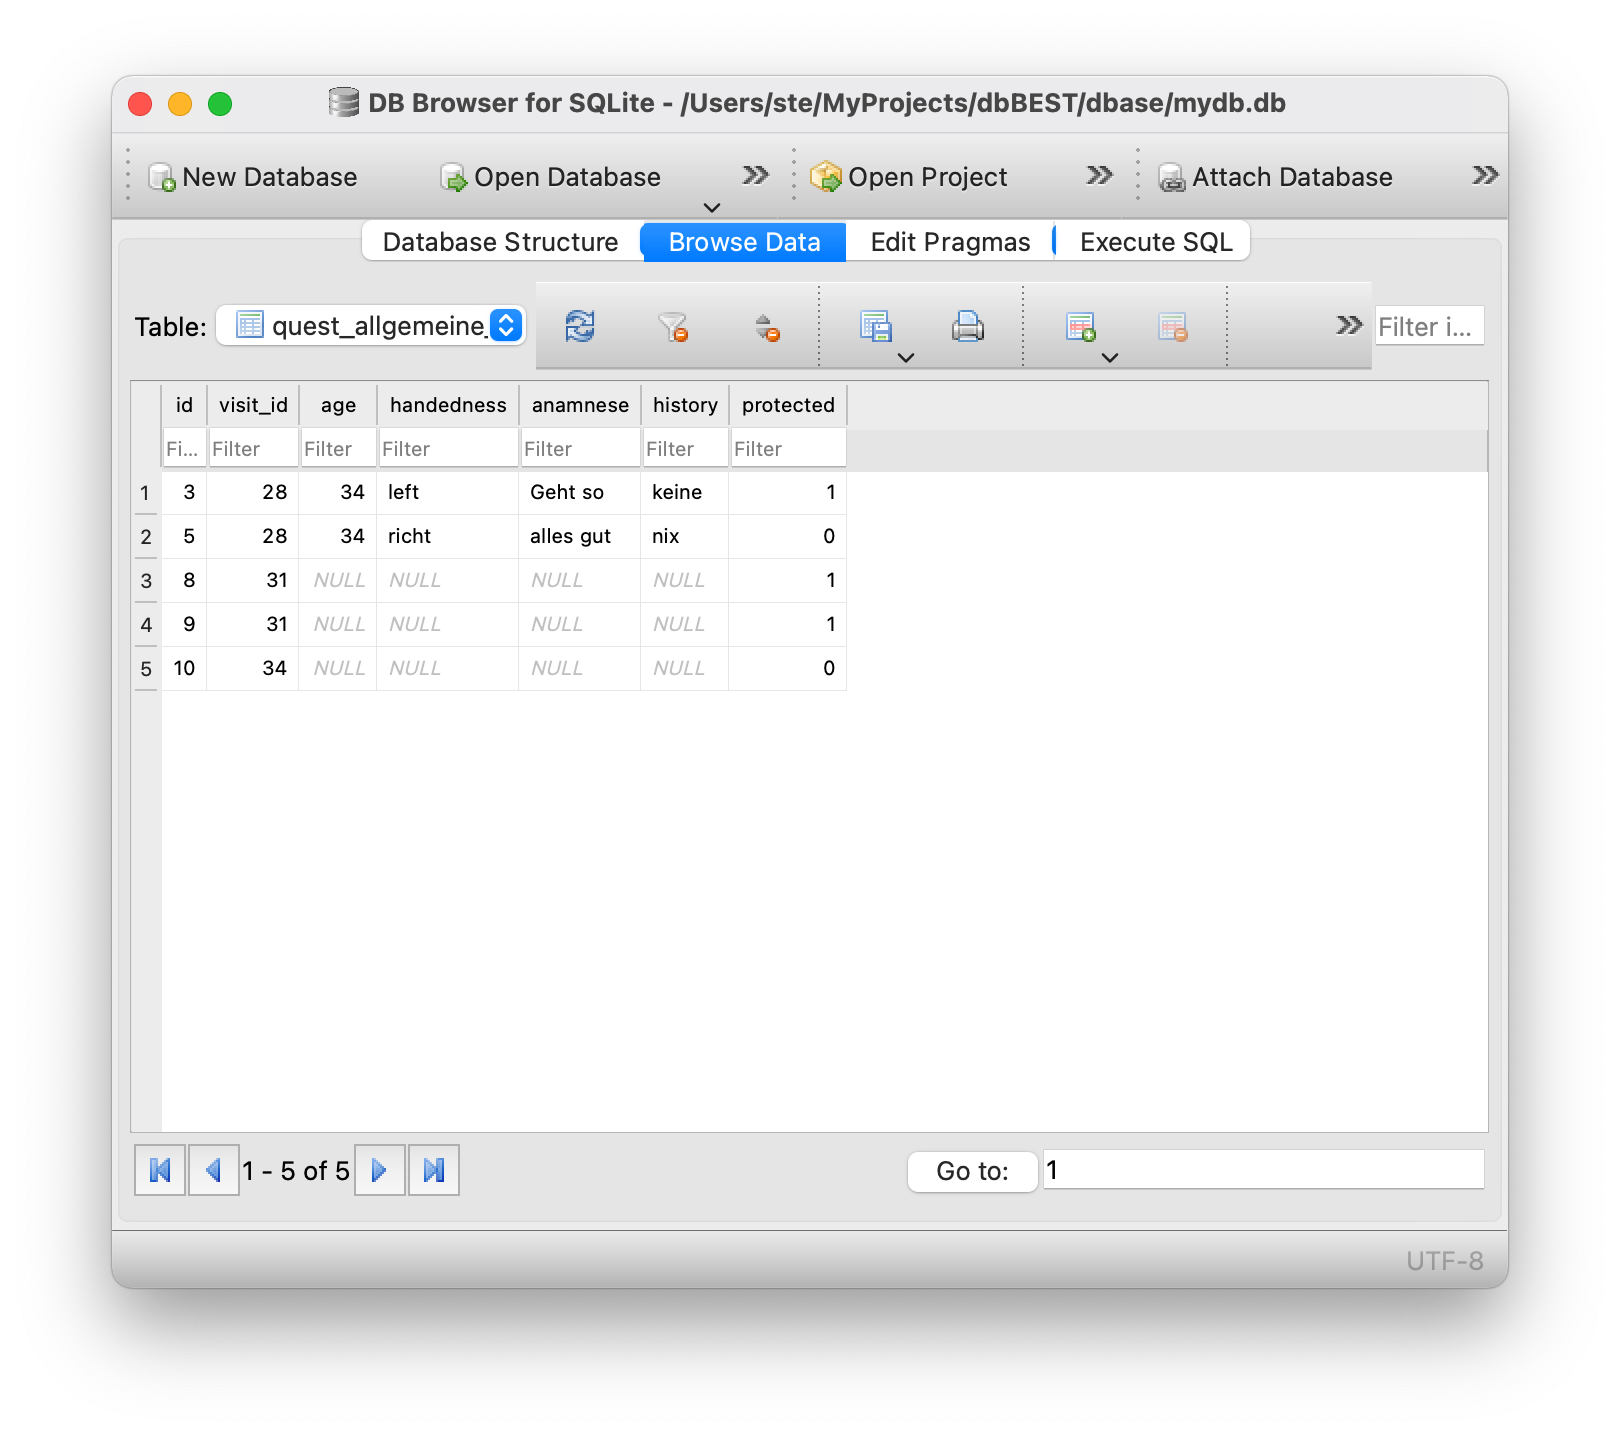 DB Browser for SQLite - /Users/ste/MyProjects/dbBEST/dbase/mydb.db
New Database Open Database Open Project Attach Database
Database Structure Browse Data Edit Pragmas Execute SQL
Table: quest_allgemeine_ Filter i...
id visit_id age handedness anamnese history protected
Fi... Filter Filter Filter Filter Filter Filter
1 3 28 34 left Geht so keine 1
2 5 28 34 richt alles gut nix 0
3 8 31 NULL NULL NULL NULL 1
4 9 31 NULL NULL NULL NULL 1
5 10 34 NULL NULL NULL NULL 0
1 - 5 of 5 Go to: 1
UTF-8